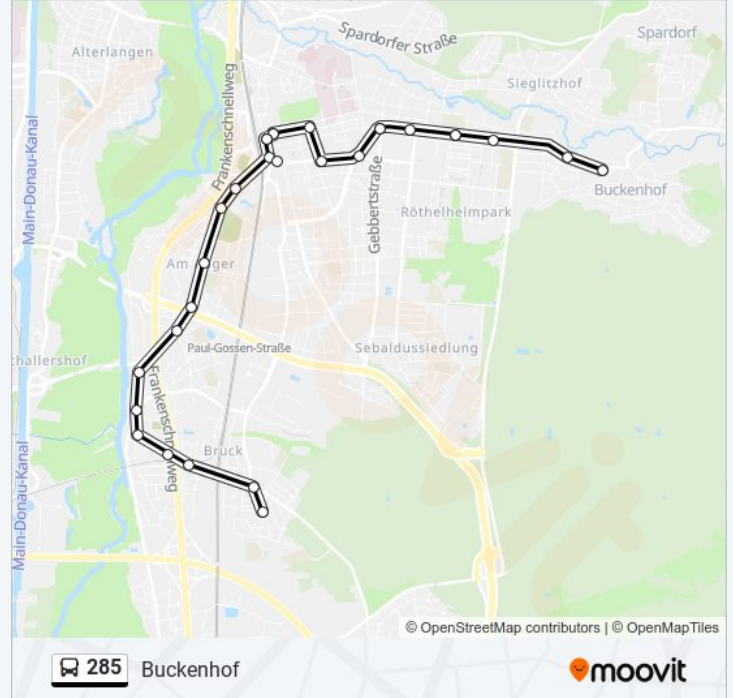 Spardorfer Straße
Spardorf
Alterlangen
Sieglitzhof
Frankenschnellweg
Main-Donau-Kanal
Buckenhof
Gebbertstraße
Röthelheimpark
Am Anger
Paul-Gossen-Straße
Sebaldussiedlung
challershof
Frankenschnellweg
Bruck
Main-Donau-Kanal
© OpenStreetMap contributors | © OpenMapTiles
285 Buckenhof
moovit